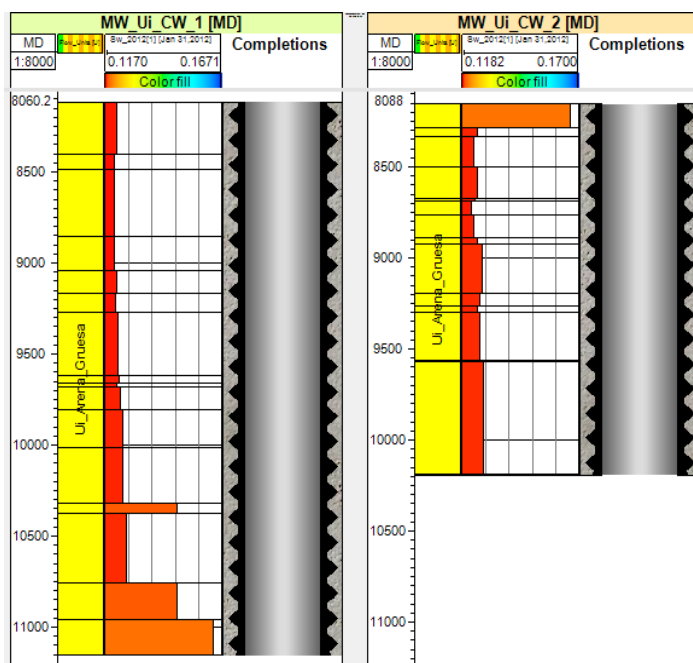 MW_Ui_CW_1 [MD]
MD
Flow_Units [U]
Sw_2012[1] [Jan 31,2012]
Completions
1:8000
0.1170 0.1671
Color fill
8060.2
8500
9000
9500
10000
10500
11000
Ui_Arena_Gruesa
MW_Ui_CW_2 [MD]
MD
Flow_Units [U]
Sw_2012[1] [Jan 31,2012]
Completions
1:8000
0.1182 0.1700
Color fill
8088
8500
9000
9500
10000
10500
11000
Ui_Arena_Gruesa